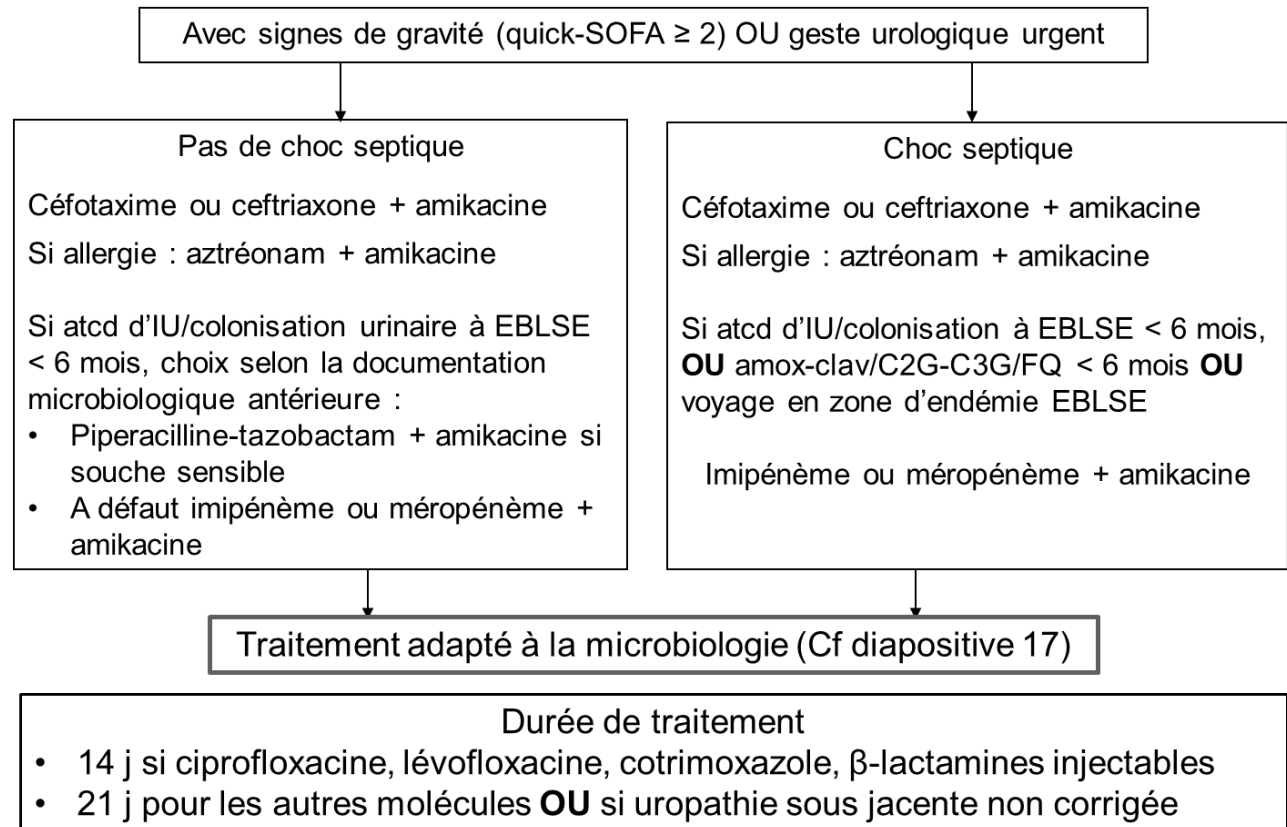 Avec signes de gravité (quick-SOFA ≥ 2) OU geste urologique urgent
Pas de choc septique
Céfotaxime ou ceftriaxone + amikacine
Si allergie : aztréonam + amikacine
Si atcd d'IU/colonisation urinaire à EBLSE
< 6 mois, choix selon la documentation
microbiologique antérieure :
• Piperacilline-tazobactam + amikacine si
souche sensible
• A défaut imipénème ou méropénème +
amikacine
Choc septique
Céfotaxime ou ceftriaxone + amikacine
Si allergie : aztréonam + amikacine
Si atcd d'IU/colonisation à EBLSE < 6 mois,
OU amox-clav/C2G-C3G/FQ < 6 mois OU
voyage en zone d'endémie EBLSE
Imipénème ou méropénème + amikacine
Traitement adapté à la microbiologie (Cf diapositive 17)
Durée de traitement
• 14 j si ciprofloxacine, lévofloxacine, cotrimoxazole, β-lactamines injectables
• 21 j pour les autres molécules OU si uropathie sous jacente non corrigée